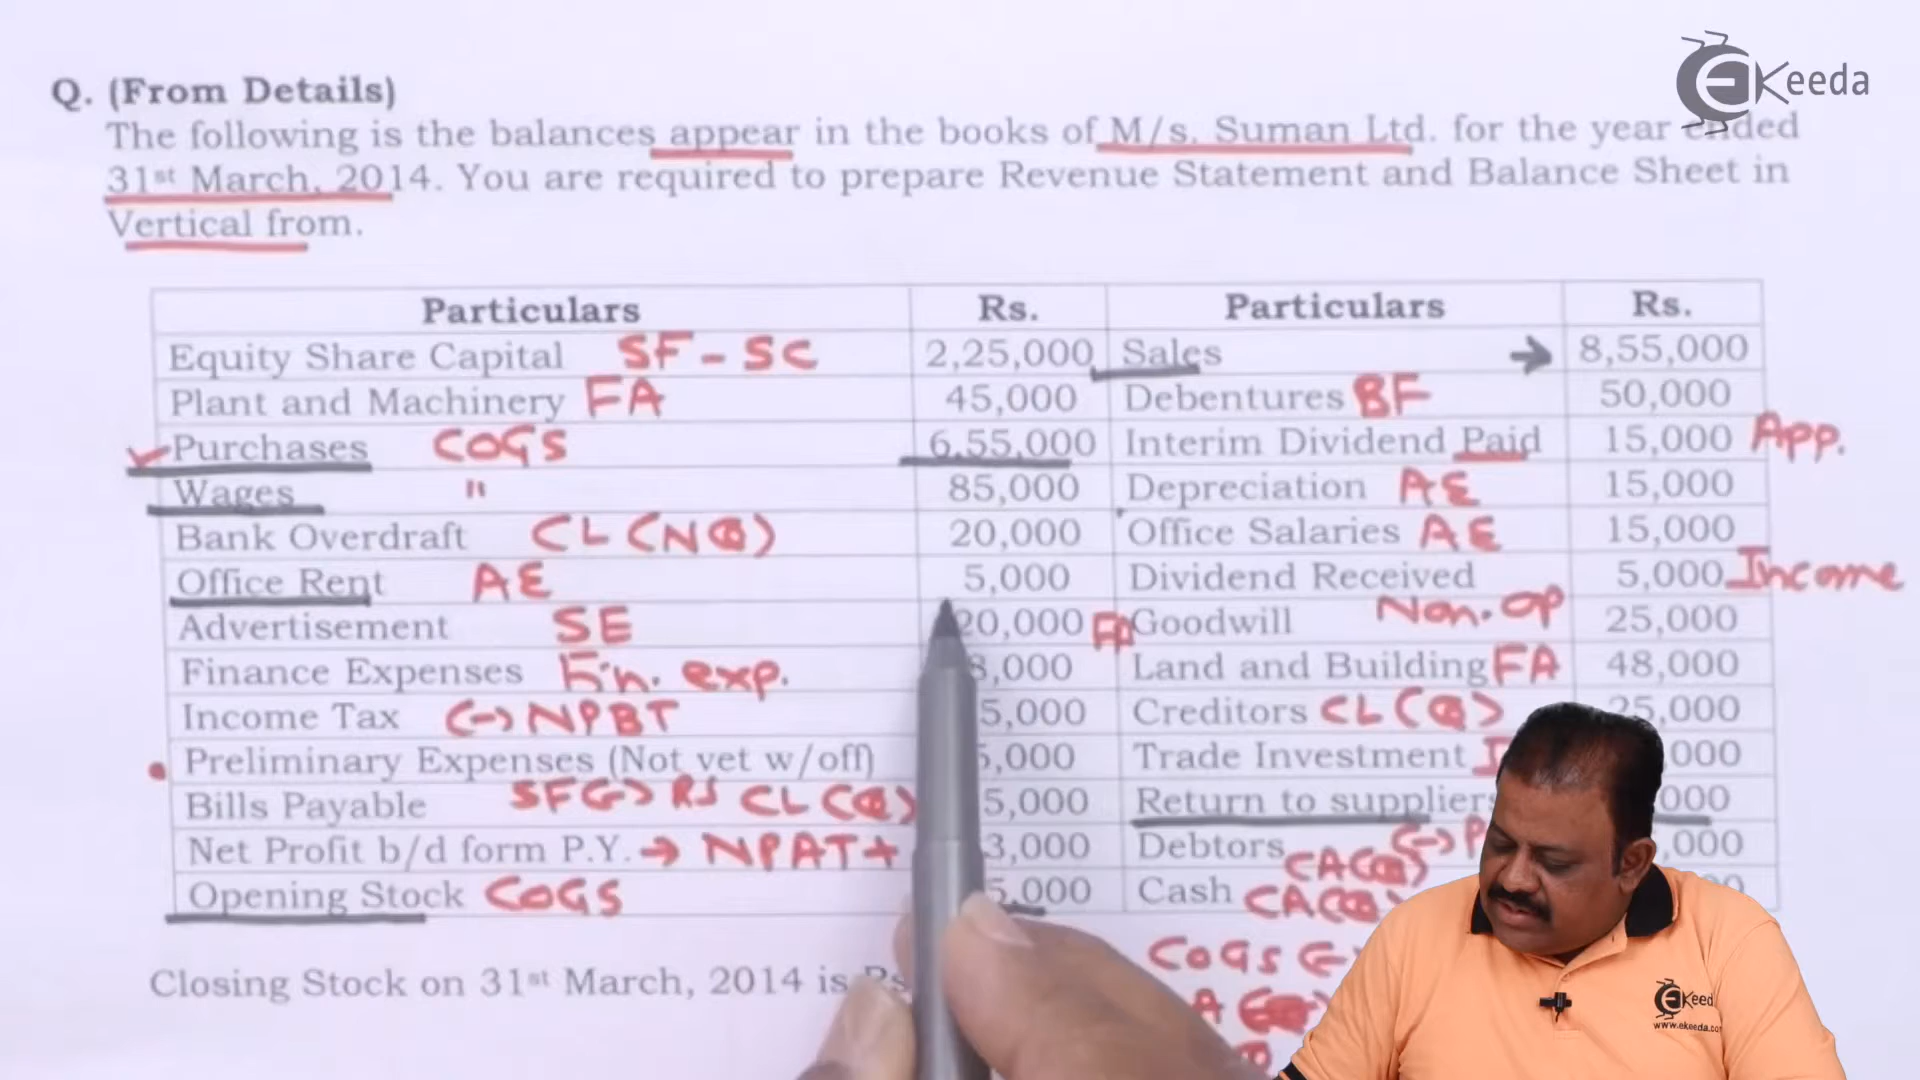 EKeeda
Q. (From Details)
The following is the balances appear in the books of M/s. Suman Ltd. for the year ended
31st March, 2014. You are required to prepare Revenue Statement and Balance Sheet in
Vertical from.
Particulars Rs. Particulars Rs.
Equity Share Capital SF - SC 2,25,000 Sales → 8,55,000
Plant and Machinery FA 45,000 Debentures BF 50,000
Purchases COGS 6,55,000 Interim Dividend Paid 15,000 App.
Wages " 85,000 Depreciation AE 15,000
Bank Overdraft CL (NQ) 20,000 Office Salaries AE 15,000
Office Rent AE 5,000 Dividend Received 5,000 Income
Advertisement SE 20,000 FA Goodwill Non. op 25,000
Finance Expenses Fin. exp. Land and Building FA 48,000
Income Tax (-) NPBT Creditors CL (Q)
Preliminary Expenses (Not yet w/off) Trade Investment
Bills Payable SF(-) RS CL (Q) Return to suppliers
Net Profit b/d form P.Y. → NPAT + Debtors CA(Q) (-)
Opening Stock COGS Cash CA(Q)
Closing Stock on 31st March, 2014 is COGS
EKeed
www.ekeeda.com